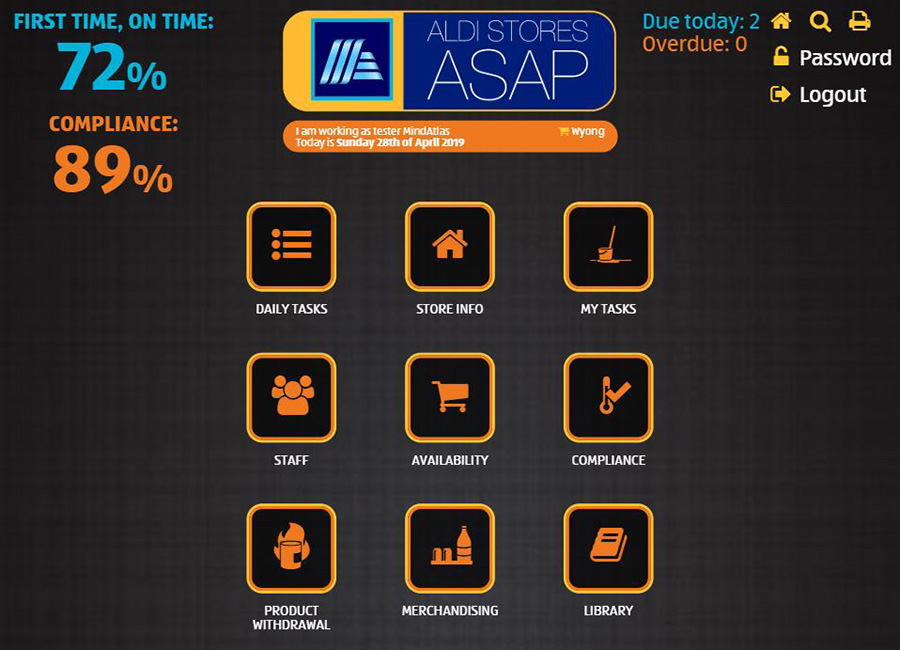 FIRST TIME, ON TIME:
72%
COMPLIANCE:
89%
ALDI STORES
ASAP
I am working as tester MindAtlas
Wyong
Today is Sunday 28th of April 2019
Due today: 2
Overdue: 0
Password
Logout
DAILY TASKS
STORE INFO
MY TASKS
STAFF
AVAILABILITY
COMPLIANCE
PRODUCT
WITHDRAWAL
MERCHANDISING
LIBRARY